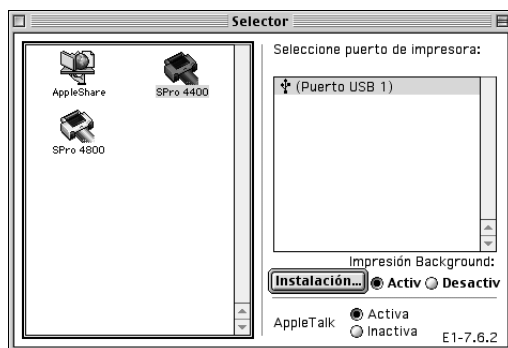 Selector
AppleShare
SPro 4400
SPro 4800
Seleccione puerto de impresora:
(Puerto USB 1)
Impresión Background:
Instalación...
Activ
Desactiv
AppleTalk
Activa
Inactiva
E1-7.6.2